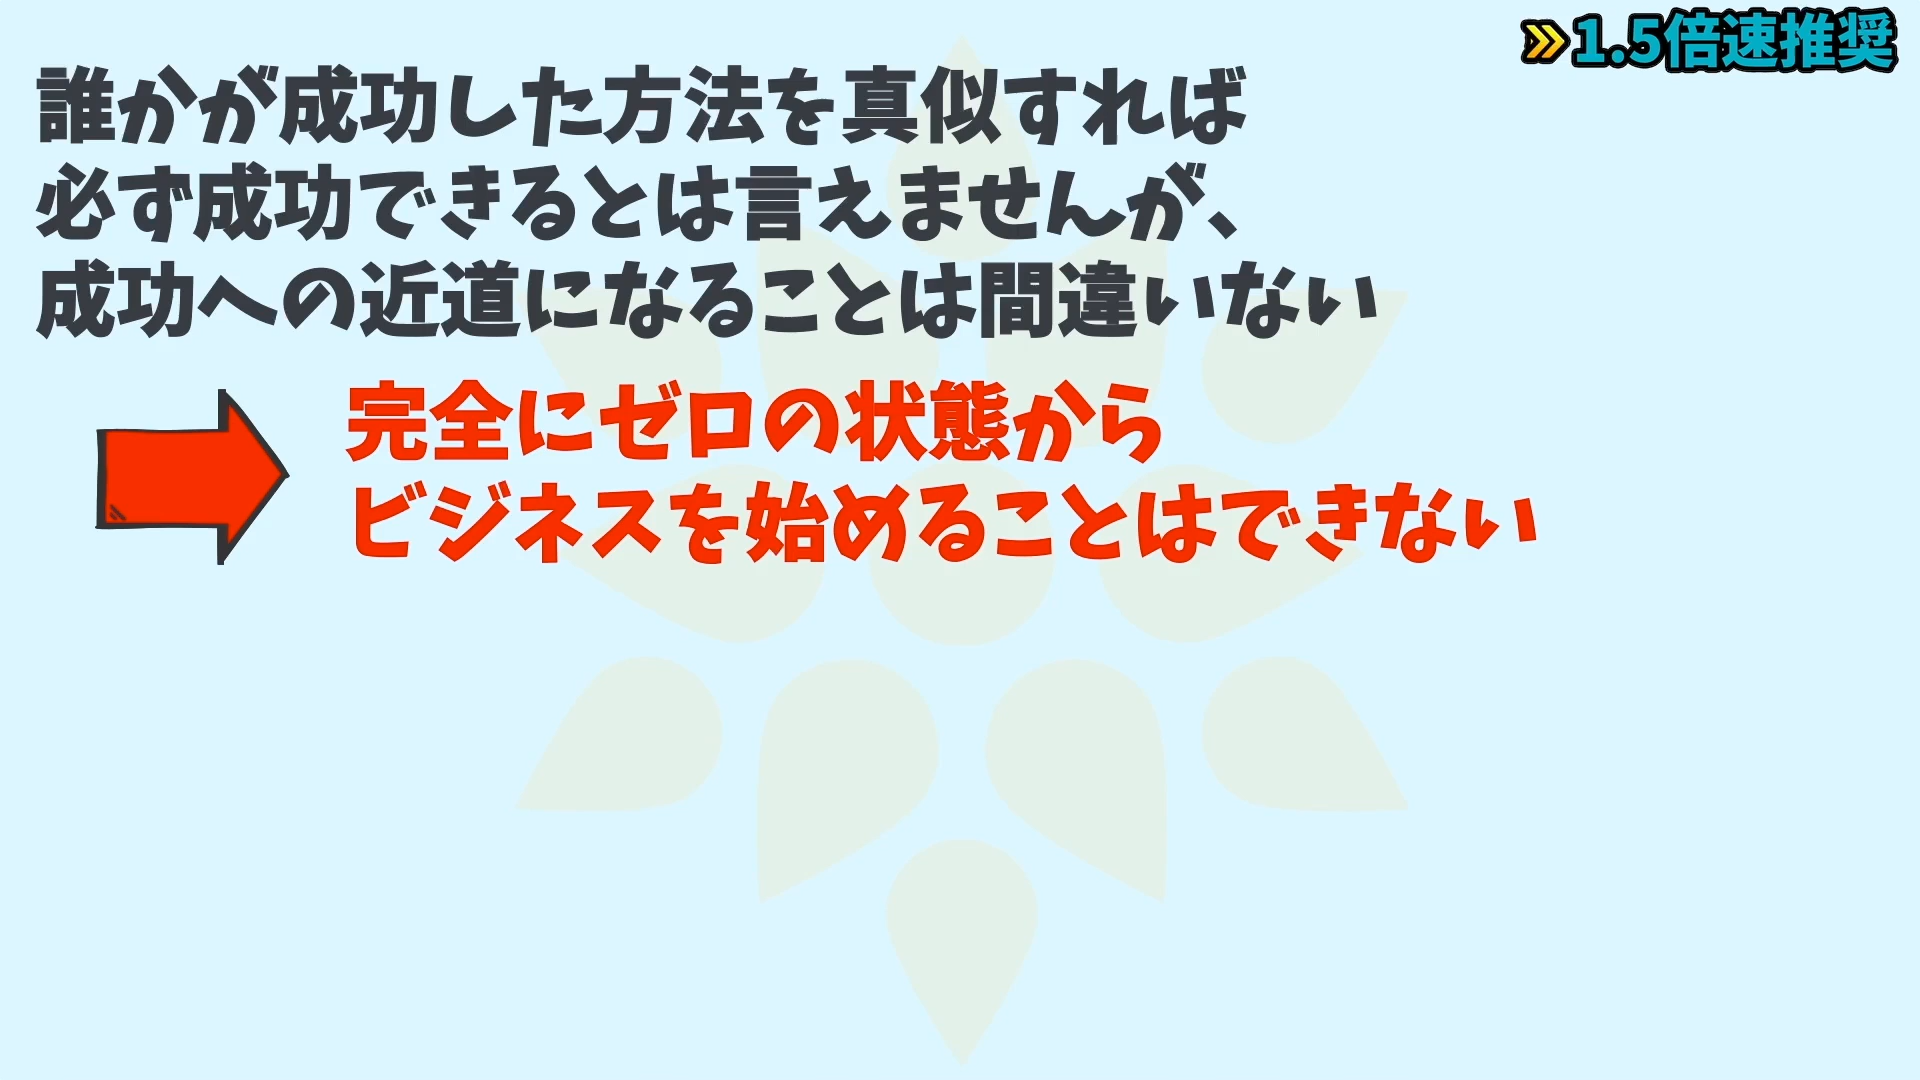 1.5倍速推奨
誰かが成功した方法を真似すれば
必ず成功できるとは言えませんが、
成功への近道になることは間違いない
完全にゼロの状態から
ビジネスを始めることはできない